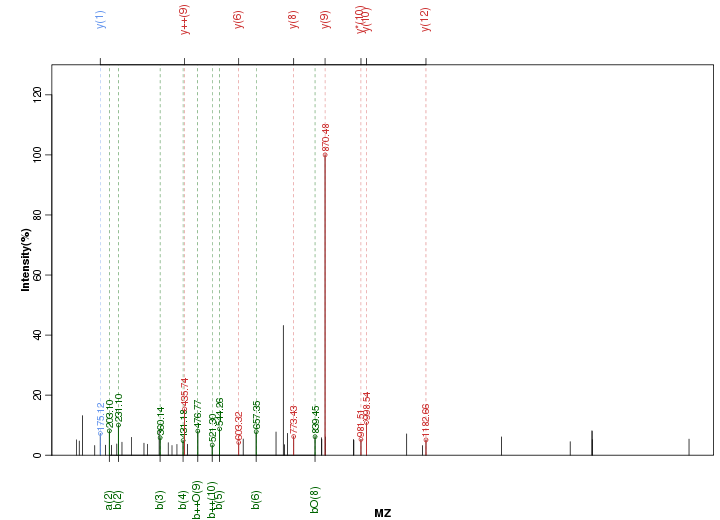 y(1)
y++(9)
y(6)
y(8)
y(9)
y*(10)
y(10)
y(12)
Intensity(%)
120
100
80
60
40
20
0
175.12
203.10
231.10
360.14
431.18
435.74
476.77
521.30
544.26
603.32
657.35
773.43
839.45
870.48
981.51
998.54
1182.66
a(2)
b(2)
b(3)
b(4)
b++O(9)
b++(10)
b(5)
b(6)
bO(8)
MZ